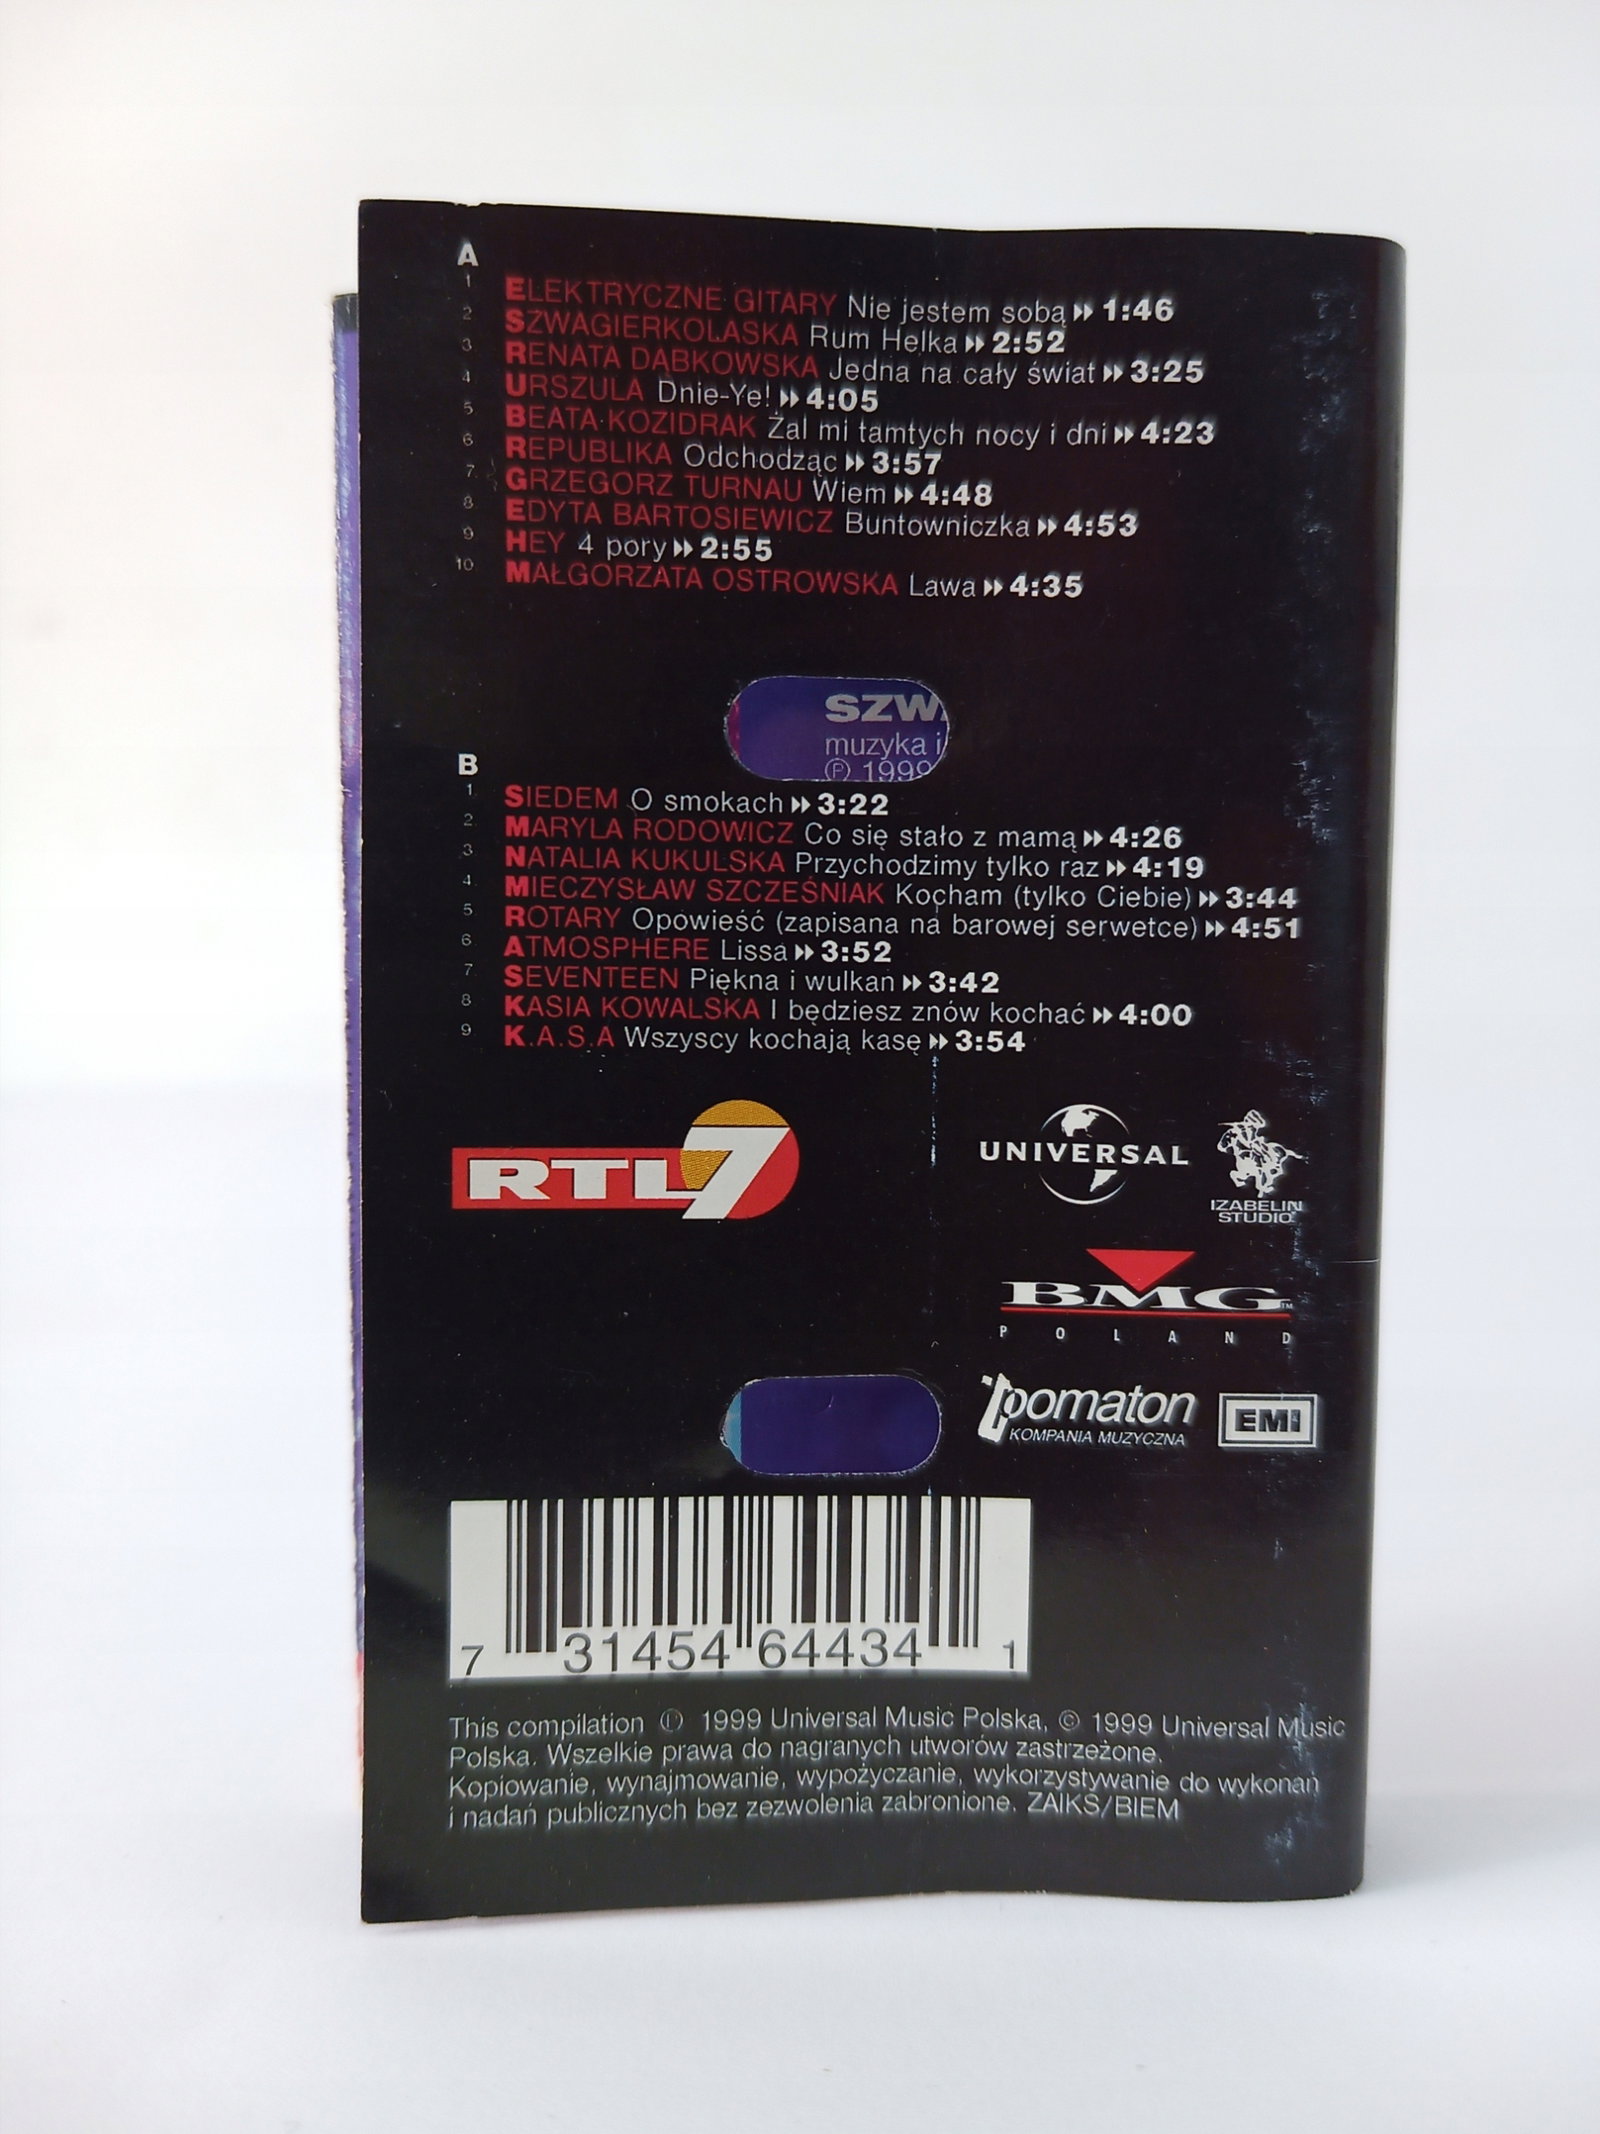 A
1 ELEKTRYCZNE GITARY Nie jestem sobą 1:46
2 SZWAGIERKOLASKA Rum Helka 2:52
3 RENATA DĄBKOWSKA Jedna na cały świat 3:25
4 URSZULA Dnie-Ye! 4:05
5 BEATA KOZIDRAK Żal mi tamtych nocy i dni 4:23
6 REPUBLIKA Odchodząc 3:57
7 GRZEGORZ TURNAU Wiem 4:48
8 EDYTA BARTOSIEWICZ Buntowniczka 4:53
9 HEY 4 pory 2:55
10 MAŁGORZATA OSTROWSKA Lawa 4:35
SZW
muzyka i
℗ 1999
B
1 SIEDEM O smokach 3:22
2 MARYLA RODOWICZ Co się stało z mamą 4:26
3 NATALIA KUKULSKA Przychodzimy tylko raz 4:19
4 MIECZYSŁAW SZCZEŚNIAK Kocham (tylko Ciebie) 3:44
5 ROTARY Opowieść (zapisana na barowej serwetce) 4:51
6 ATMOSPHERE Lissa 3:52
7 SEVENTEEN Piękna i wulkan 3:42
8 KASIA KOWALSKA I będziesz znów kochać 4:00
9 K.A.S.A Wszyscy kochają kasę 3:54
RTL7
UNIVERSAL
IZABELIN
STUDIO
BMG
POLAND
pomaton
KOMPANIA MUZYCZNA
EMI
7 31454 64434 1
This compilation ℗ 1999 Universal Music Polska, © 1999 Universal Music
Polska. Wszelkie prawa do nagranych utworów zastrzeżone.
Kopiowanie, wynajmowanie, wypożyczanie, wykorzystywanie do wykonań
i nadań publicznych bez zezwolenia zabronione. ZAIKS/BIEM